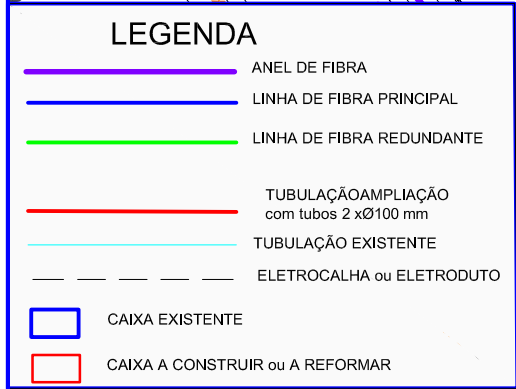 LEGENDA
ANEL DE FIBRA
LINHA DE FIBRA PRINCIPAL
LINHA DE FIBRA REDUNDANTE
TUBULAÇÃOAMPLIAÇÃO
com tubos 2 xØ100 mm
TUBULAÇÃO EXISTENTE
ELETROCALHA ou ELETRODUTO
CAIXA EXISTENTE
CAIXA A CONSTRUIR ou A REFORMAR